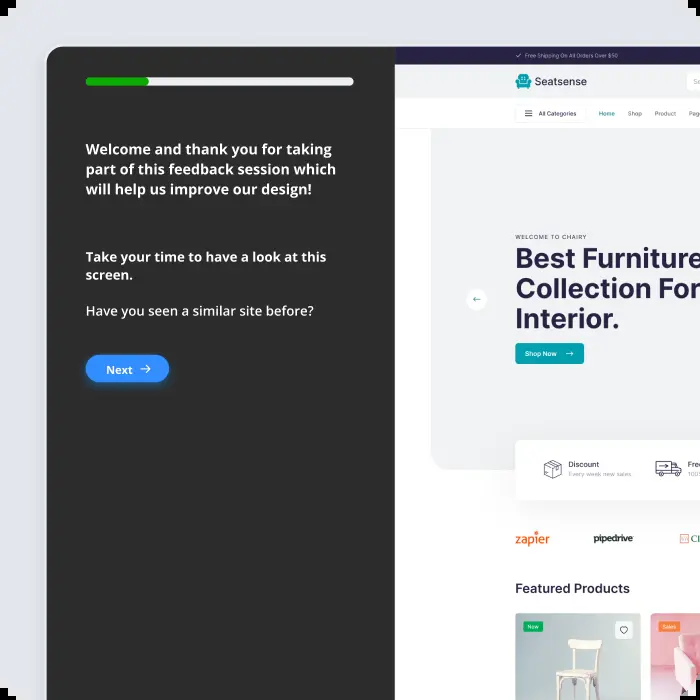 Welcome and thank you for taking
part of this feedback session which
will help us improve our design!
Take your time to have a look at this
screen.
Have you seen a similar site before?
Next
Free Shipping On All Orders Over $50
Seatsense
All Categories
Home
Shop
Product
WELCOME TO CHAIRY
Best Furniture
Collection For
Interior.
Shop Now
Discount
Every week new sales.
zapier
pipedrive
Featured Products
New
Sales